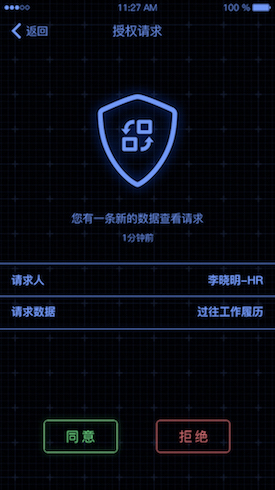 11:27 AM 100 %
返回 授权请求
您有一条新的数据查看请求
1分钟前
请求人 李晓明-HR
请求数据 过往工作履历
同意 拒绝